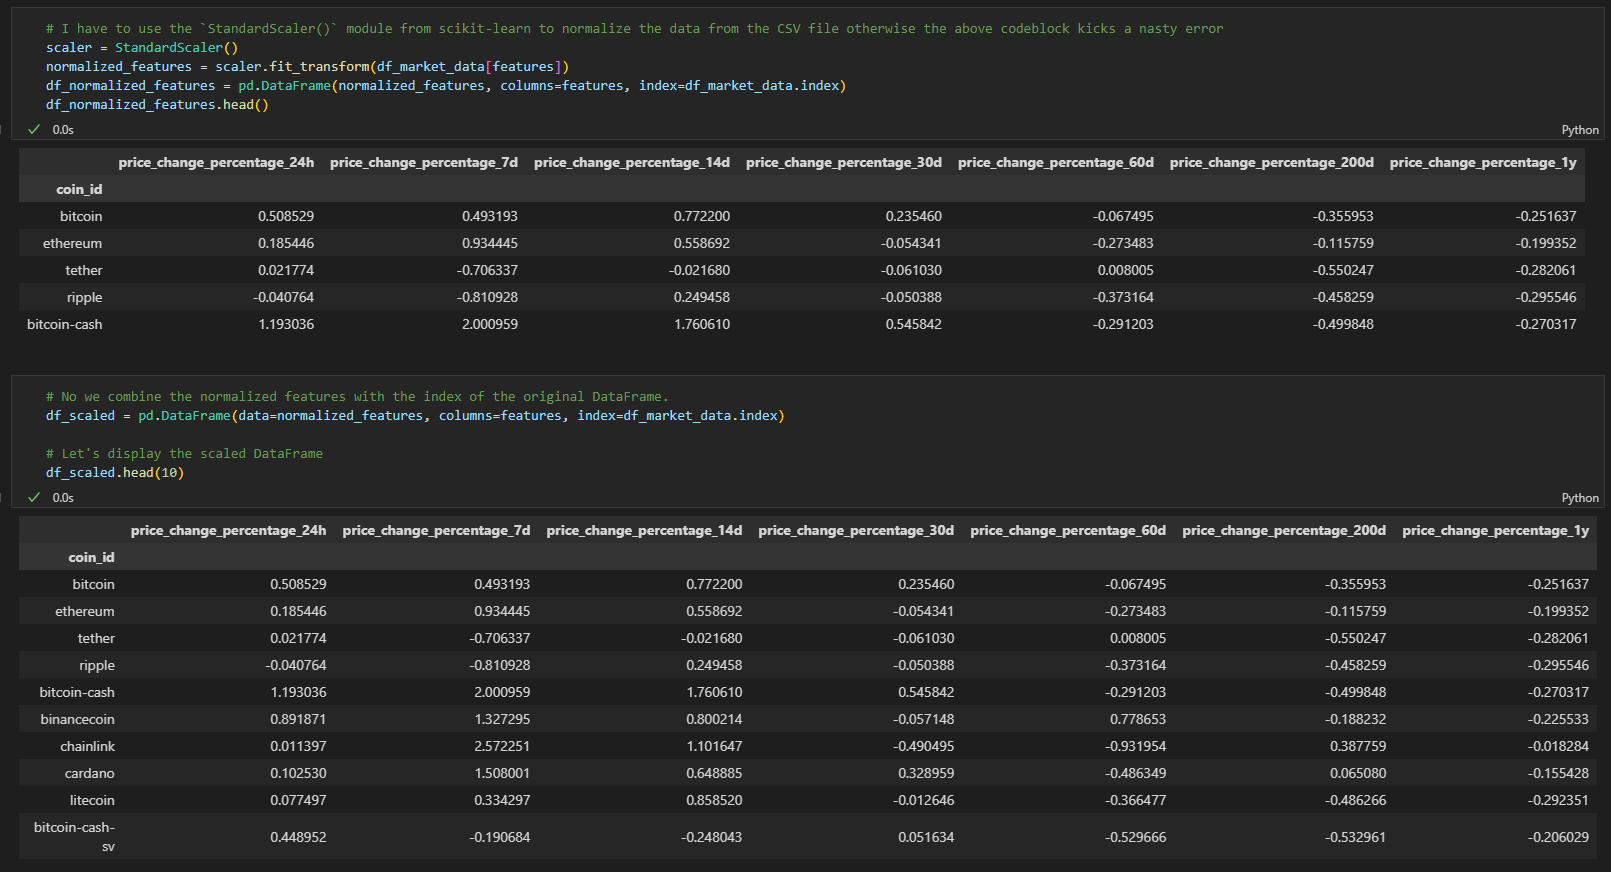 # I have to use the `StandardScaler()` module from scikit-learn to normalize the data from the CSV file otherwise the above codeblock kicks a nasty error
scaler = StandardScaler()
normalized_features = scaler.fit_transform(df_market_data[features])
df_normalized_features = pd.DataFrame(normalized_features, columns=features, index=df_market_data.index)
df_normalized_features.head()
✓ 0.0s Python
price_change_percentage_24h price_change_percentage_7d price_change_percentage_14d price_change_percentage_30d price_change_percentage_60d price_change_percentage_200d price_change_percentage_1y
coin_id
bitcoin 0.508529 0.493193 0.772200 0.235460 -0.067495 -0.355953 -0.251637
ethereum 0.185446 0.934445 0.558692 -0.054341 -0.273483 -0.115759 -0.199352
tether 0.021774 -0.706337 -0.021680 -0.061030 0.008005 -0.550247 -0.282061
ripple -0.040764 -0.810928 0.249458 -0.050388 -0.373164 -0.458259 -0.295546
bitcoin-cash 1.193036 2.000959 1.760610 0.545842 -0.291203 -0.499848 -0.270317
# No we combine the normalized features with the index of the original DataFrame.
df_scaled = pd.DataFrame(data=normalized_features, columns=features, index=df_market_data.index)
# Let's display the scaled DataFrame
df_scaled.head(10)
✓ 0.0s Python
price_change_percentage_24h price_change_percentage_7d price_change_percentage_14d price_change_percentage_30d price_change_percentage_60d price_change_percentage_200d price_change_percentage_1y
coin_id
bitcoin 0.508529 0.493193 0.772200 0.235460 -0.067495 -0.355953 -0.251637
ethereum 0.185446 0.934445 0.558692 -0.054341 -0.273483 -0.115759 -0.199352
tether 0.021774 -0.706337 -0.021680 -0.061030 0.008005 -0.550247 -0.282061
ripple -0.040764 -0.810928 0.249458 -0.050388 -0.373164 -0.458259 -0.295546
bitcoin-cash 1.193036 2.000959 1.760610 0.545842 -0.291203 -0.499848 -0.270317
binancecoin 0.891871 1.327295 0.800214 -0.057148 0.778653 -0.188232 -0.225533
chainlink 0.011397 2.572251 1.101647 -0.490495 -0.931954 0.387759 -0.018284
cardano 0.102530 1.508001 0.648885 0.328959 -0.486349 0.065080 -0.155428
litecoin 0.077497 0.334297 0.858520 -0.012646 -0.366477 -0.486266 -0.292351
bitcoin-cash-
sv 0.448952 -0.190684 -0.248043 0.051634 -0.529666 -0.532961 -0.206029